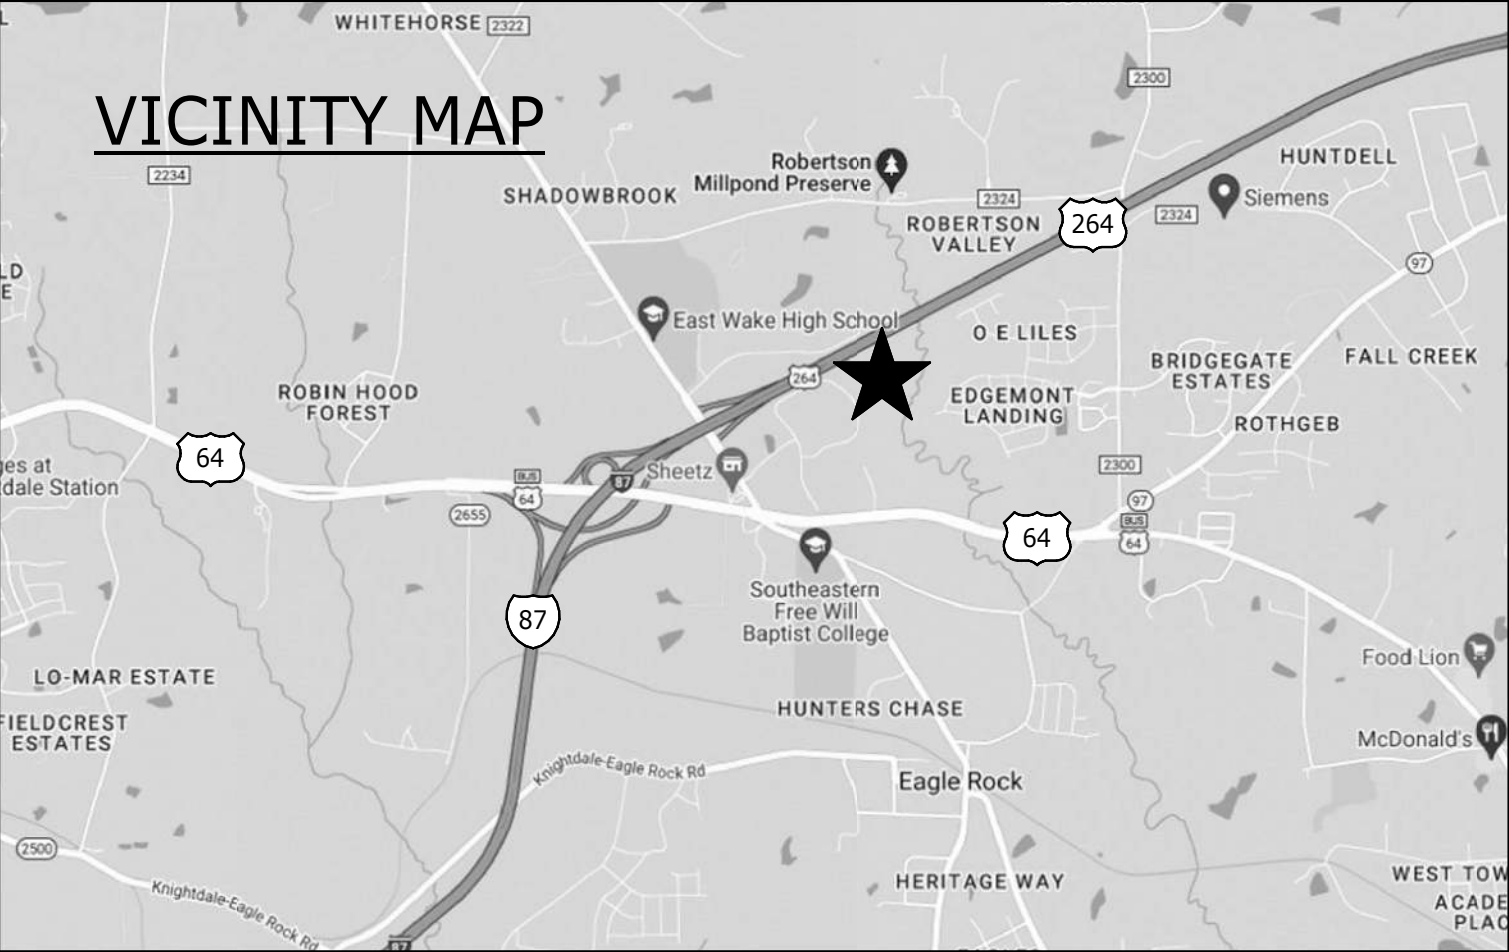 WHITEHORSE
2322
2300
VICINITY MAP
2234
Robertson
Millpond Preserve
HUNTDELL
SHADOWBROOK
2324
Siemens
2324
264
ROBERTSON
VALLEY
97
East Wake High School
O E LILES
BRIDGEGATE
ESTATES
FALL CREEK
264
ROBIN HOOD
FOREST
EDGEMONT
LANDING
ROTHGEB
64
Sheetz
2300
87
BUS
64
97
2655
BUS
64
64
Station
Southeastern
Free Will
Baptist College
87
Food Lion
LO-MAR ESTATE
HUNTERS CHASE
FIELDCREST
ESTATES
McDonald's
Knightdale-Eagle Rock Rd
Eagle Rock
2500
HERITAGE WAY
WEST TOW
ACADE
PLAC
Knightdale-Eagle Rock Rd
87